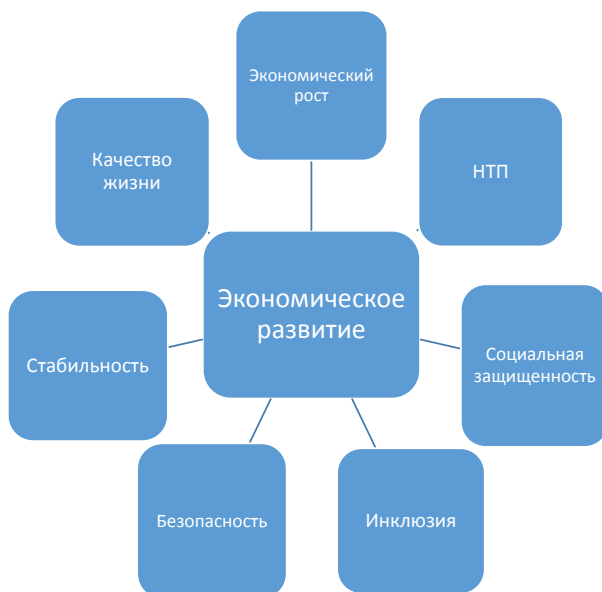 Экономический
рост
НТП
Социальная
защищенность
Инклюзия
Безопасность
Стабильность
Качество
жизни
Экономическое
развитие